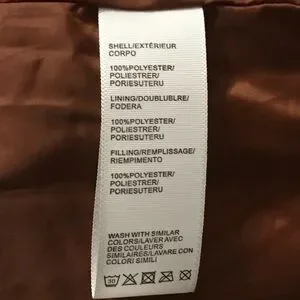 SHELL/EXTÉRIEUR
CORPO
100%POLYESTER/
POLIESTRER/
PORIESUTERU
LINING/DOUBLUBLRE/
FODERA
100%POLYESTER/
POLIESTRER/
PORIESUTERU
FILLING/REMPLISSAGE/
RIEMPIMENTO
100%POLYESTER/
POLIESTRER/
PORIESUTERU
WASH WITH SIMILAR
COLORS/LAVER AVEC
DES COULEURS
SIMILAIRES/LAVARE CON
COLORI SIMILI
30